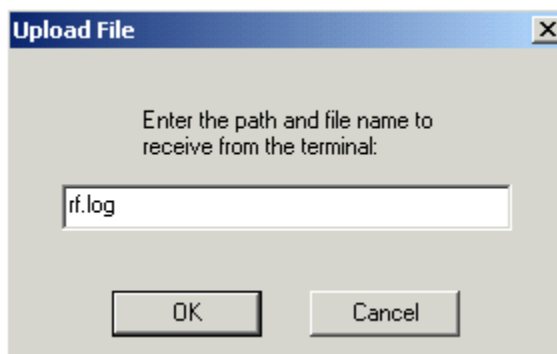 Upload File
Enter the path and file name to
receive from the terminal:
rf.log
OK
Cancel